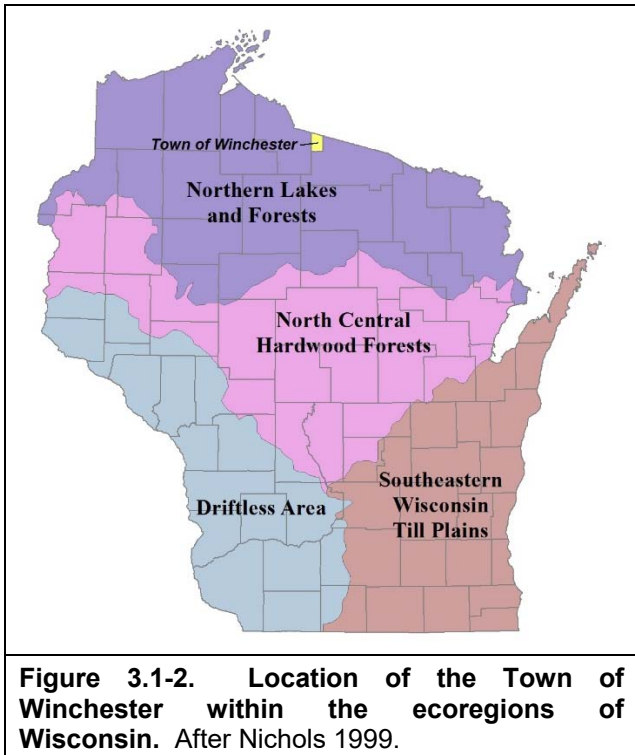 Town of Winchester
Northern Lakes
and Forests
North Central
Hardwood Forests
Driftless Area
Southeastern
Wisconsin
Till Plains
Figure 3.1-2. Location of the Town of
Winchester within the ecoregions of
Wisconsin. After Nichols 1999.